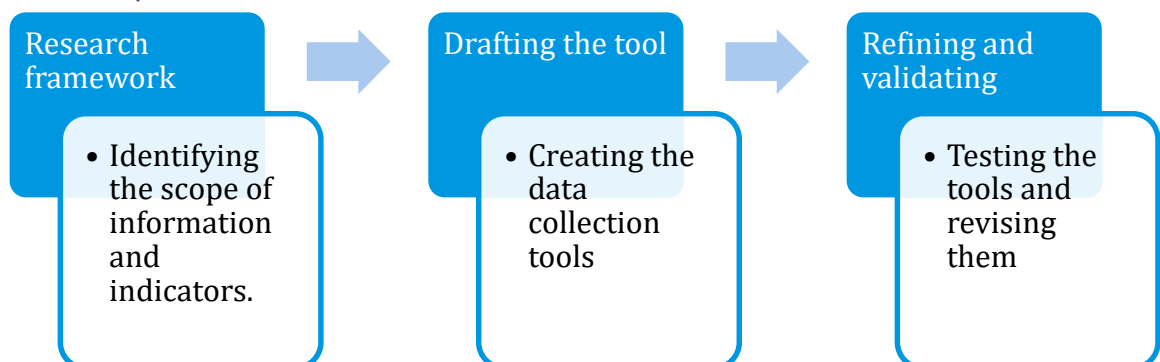 Research
framework
• Identifying
the scope of
information
and
indicators.
Drafting the tool
• Creating the
data
collection
tools
Refining and
validating
• Testing the
tools and
revising
them